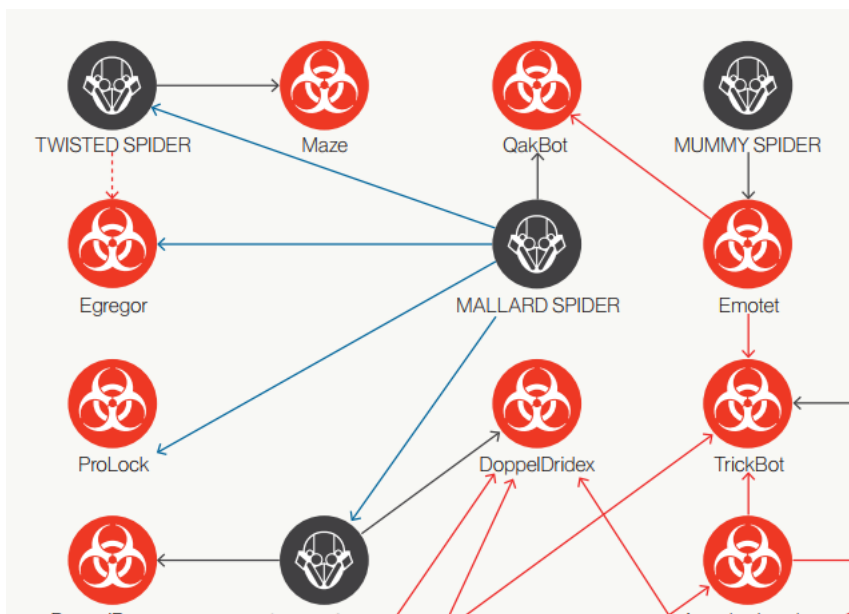 TWISTED SPIDER
Maze
QakBot
MUMMY SPIDER
Egregor
MALLARD SPIDER
Emotet
ProLock
DoppelDridex
TrickBot